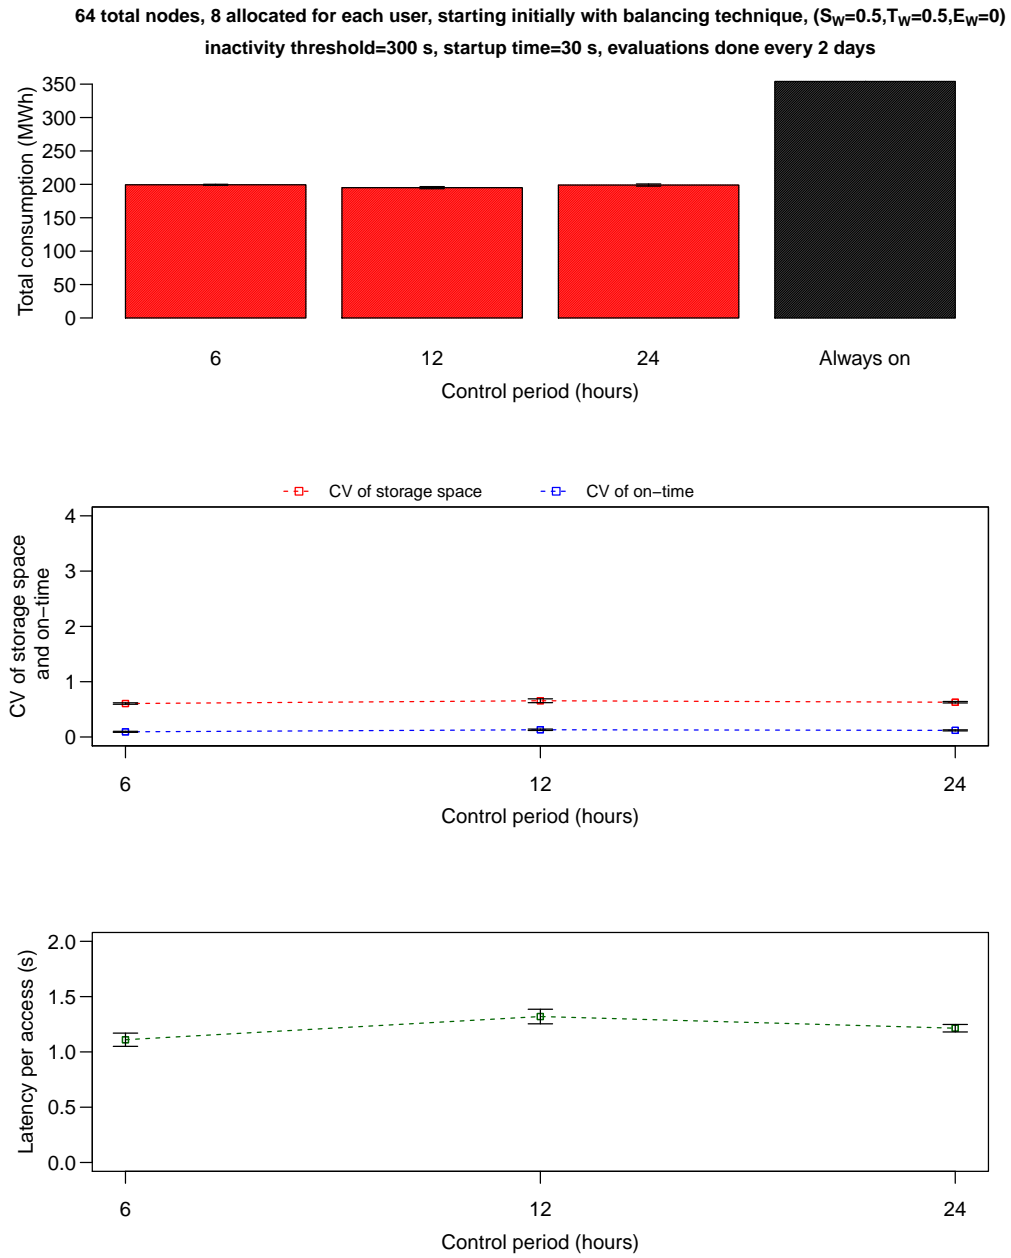 64 total nodes, 8 allocated for each user, starting initially with balancing technique, (S_W=0.5,T_W=0.5,E_W=0)
inactivity threshold=300 s, startup time=30 s, evaluations done every 2 days
Total consumption (MWh)
350
300
250
200
150
100
50
0
6 12 24 Always on
Control period (hours)
CV of storage space CV of on−time
CV of storage space
and on−time
4
3
2
1
0
6 12 24
Control period (hours)
Latency per access (s)
2.0
1.5
1.0
0.5
0.0
6 12 24
Control period (hours)